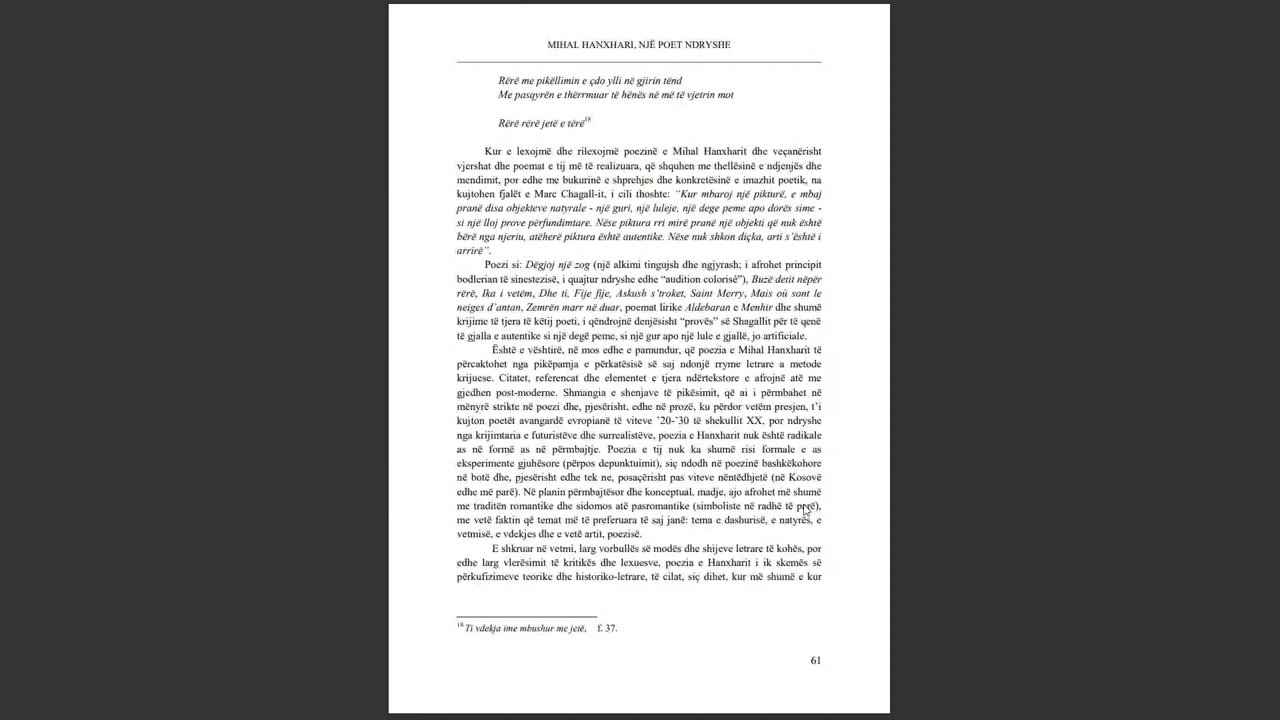 MIHAL HANXHARI, NJË POET NDRYSHE
Rërë me pikëllimin e çdo ylli në gjirin tënd
Me pasqyrën e thërrmuar të hënës në më të vjetrin mot
Rërë rërë jetë e tërë18
Kur e lexojmë dhe rilexojmë poezinë e Mihal Hanxharit dhe veçanërisht
vjershat dhe poemat e tij më të realizuara, që shquhen me thellësinë e ndjenjës dhe
mendimit, por edhe me bukurinë e shprehjes dhe konkretësinë e imazhit poetik, na
kujtohen fjalët e Marc Chagall-it, i cili thoshte: “Kur mbaroj një pikturë, e mbaj
pranë disa objekteve natyrale - një guri, një luleje, një dege peme apo dorës sime -
si një lloj prove përfundimtare. Nëse piktura rri mirë pranë një objekti që nuk është
bërë nga njeriu, atëherë piktura është autentike. Nëse nuk shkon diçka, arti s’është i
arrirë”.
Poezi si: Dëgjoj një zog (një alkimi tingujsh dhe ngjyrash; i afrohet principit
bodlerian të sinestezisë, i quajtur ndryshe edhe “audition colorisé”), Buzë detit nëpër
rërë, Ika i vetëm, Dhe ti, Fije fije, Askush s’troket, Saint Merry, Mais où sont le
neiges d’antan, Zemrën marr në duar, poemat lirike Aldebaran e Menhir dhe shumë
krijime të tjera të këtij poeti, i qëndrojnë denjësisht “provës” së Shagallit për të qenë
të gjalla e autentike si një degë peme, si një gur apo një lule e gjallë, jo artificiale.
Është e vështirë, në mos edhe e pamundur, që poezia e Mihal Hanxharit të
përcaktohet nga pikëpamja e përkatësisë së saj ndonjë rryme letrare a metode
krijuese. Citatet, referencat dhe elementet e tjera ndërtekstore e afrojnë atë me
gjedhen post-moderne. Shmangia e shenjave të pikësimit, që ai i përmbahet në
mënyrë strikte në poezi dhe, pjesërisht, edhe në prozë, ku përdor vetëm presjen, t’i
kujton poetët avangardë evropianë të viteve ’20-’30 të shekullit XX, por ndryshe
nga krijimtaria e futuristëve dhe surrealistëve, poezia e Hanxharit nuk është radikale
as në formë as në përmbajtje. Poezia e tij nuk ka shumë risi formale e as
eksperimente gjuhësore (përpos depunktuimit), siç ndodh në poezinë bashkëkohore
në botë dhe, pjesërisht edhe tek ne, posaçërisht pas viteve nëntëdhjetë (në Kosovë
edhe më parë). Në planin përmbajtësor dhe konceptual, madje, ajo afrohet më shumë
me traditën romantike dhe sidomos atë pasromantike (simboliste në radhë të parë),
me vetë faktin që temat më të preferuara të saj janë: tema e dashurisë, e natyrës, e
vetmisë, e vdekjes dhe e vetë artit, poezisë.
E shkruar në vetmi, larg vorbullës së modës dhe shijeve letrare të kohës, por
edhe larg vlerësimit të kritikës dhe lexuesve, poezia e Hanxharit i ik skemës së
përkufizimeve teorike dhe historiko-letrare, të cilat, siç dihet, kur më shumë e kur
18 Ti vdekja ime mbushur me jetë, f. 37.
61